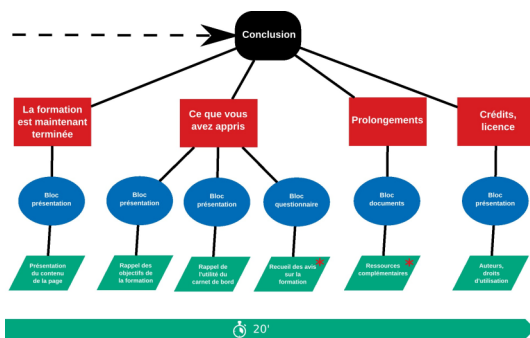 Conclusion
La formation
est maintenant
terminée
Ce que vous
avez appris
Prolongements
Crédits,
licence
Bloc
présentation
Bloc
présentation
Bloc
présentation
Bloc
questionnaire
Bloc
documents
Bloc
présentation
Présentation
du contenu
de la page
Rappel des
objectifs de
la formation
Rappel de
l'utilité du
carnet de bord
Recueil des avis *
sur la
formation
Ressources *
complémentaires
Auteurs,
droits
d'utilisation
20'